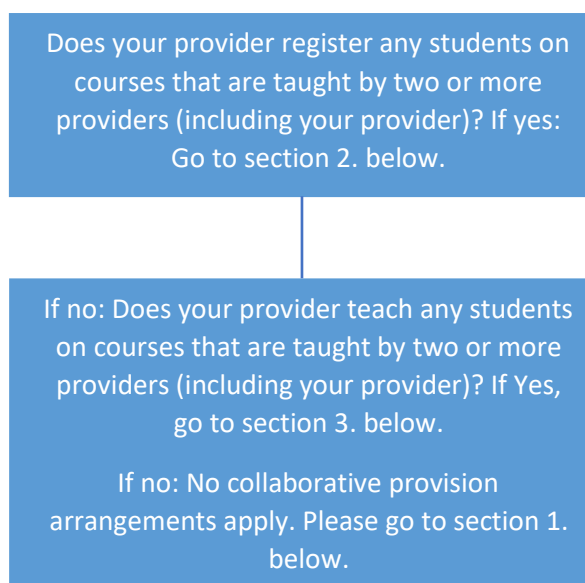 Does your provider register any students on
courses that are taught by two or more
providers (including your provider)? If yes:
Go to section 2. below.
If no: Does your provider teach any students
on courses that are taught by two or more
providers (including your provider)? If Yes,
go to section 3. below.
If no: No collaborative provision
arrangements apply. Please go to section 1.
below.